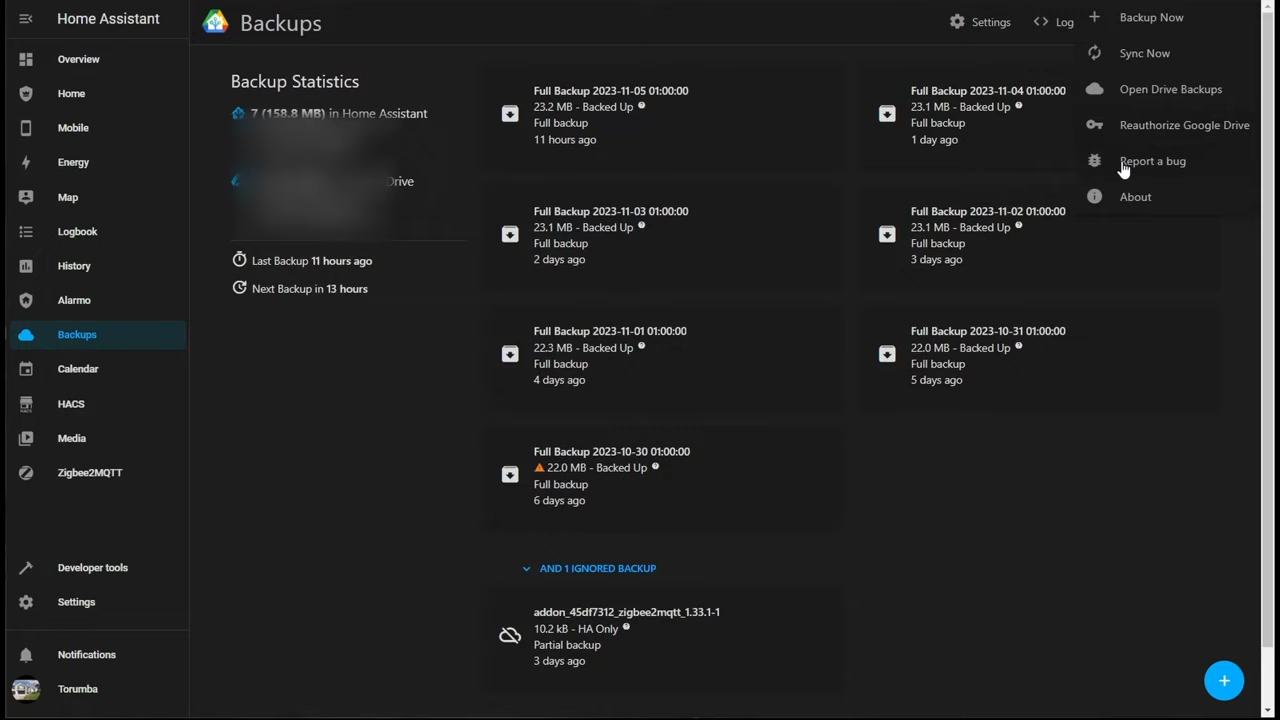 Home Assistant
Overview
Home
Mobile
Energy
Map
Logbook
History
Alarmo
Backups
Calendar
HACS
Media
Zigbee2MQTT
Developer tools
Settings
Notifications
Torumba
Backups
Settings
Log
Backup Now
Sync Now
Open Drive Backups
Reauthorize Google Drive
Report a bug
About
Backup Statistics
7 (158.8 MB) in Home Assistant
Drive
Last Backup 11 hours ago
Next Backup in 13 hours
Full Backup 2023-11-05 01:00:00
23.2 MB - Backed Up
Full backup
11 hours ago
Full Backup 2023-11-04 01:00:00
23.1 MB - Backed Up
Full backup
1 day ago
Full Backup 2023-11-03 01:00:00
23.1 MB - Backed Up
Full backup
2 days ago
Full Backup 2023-11-02 01:00:00
23.1 MB - Backed Up
Full backup
3 days ago
Full Backup 2023-11-01 01:00:00
22.3 MB - Backed Up
Full backup
4 days ago
Full Backup 2023-10-31 01:00:00
22.0 MB - Backed Up
Full backup
5 days ago
Full Backup 2023-10-30 01:00:00
22.0 MB - Backed Up
Full backup
6 days ago
AND 1 IGNORED BACKUP
addon_45df7312_zigbee2mqtt_1.33.1-1
10.2 kB - HA Only
Partial backup
3 days ago